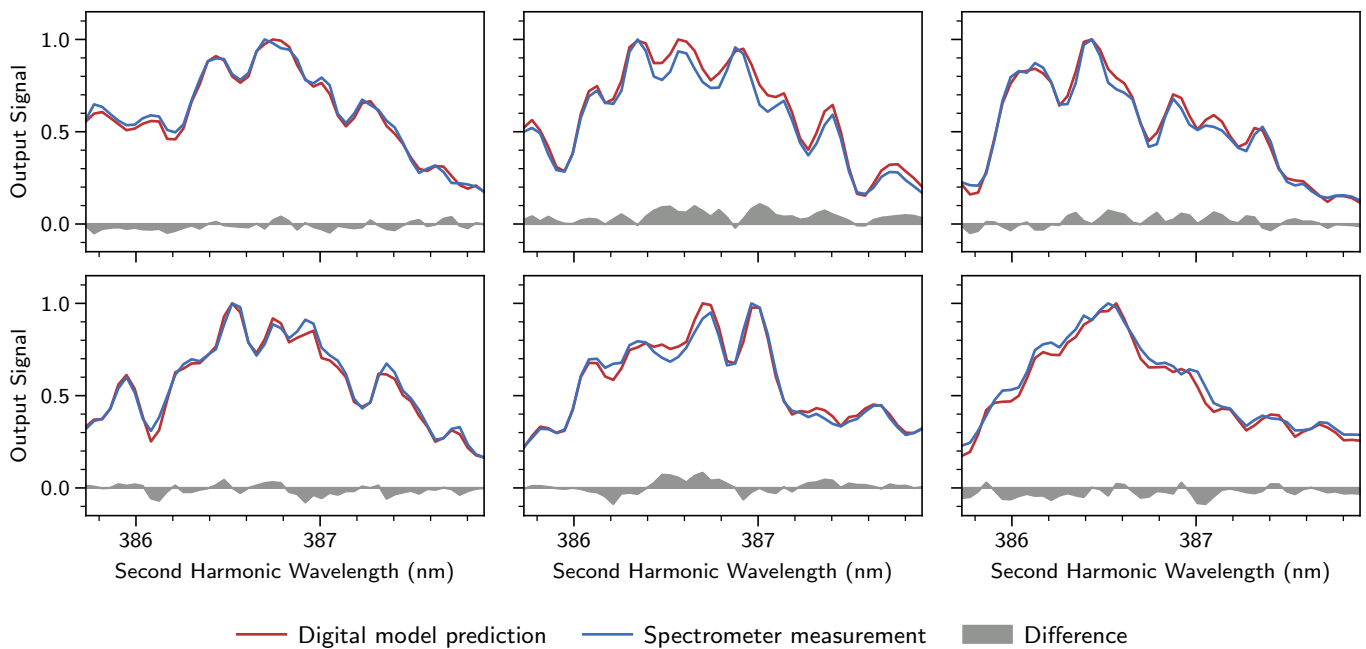 Output Signal
1.0
0.5
0.0
Output Signal
1.0
0.5
0.0
386
387
386
387
386
387
Second Harmonic Wavelength (nm)
Second Harmonic Wavelength (nm)
Second Harmonic Wavelength (nm)
Digital model prediction
Spectrometer measurement
Difference